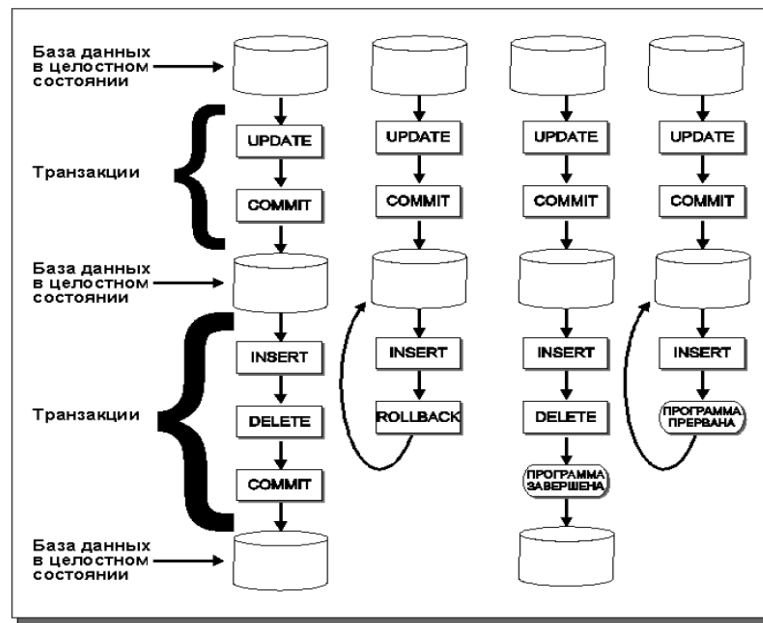 База данных
в целостном
состоянии
Транзакции
UPDATE
UPDATE
UPDATE
UPDATE
COMMIT
COMMIT
COMMIT
COMMIT
База данных
в целостном
состоянии
Транзакции
INSERT
INSERT
INSERT
INSERT
DELETE
ROLLBACK
DELETE
ПРОГРАММА
ПРЕРВАНА
COMMIT
ПРОГРАММА
ЗАВЕРШЕНА
База данных
в целостном
состоянии